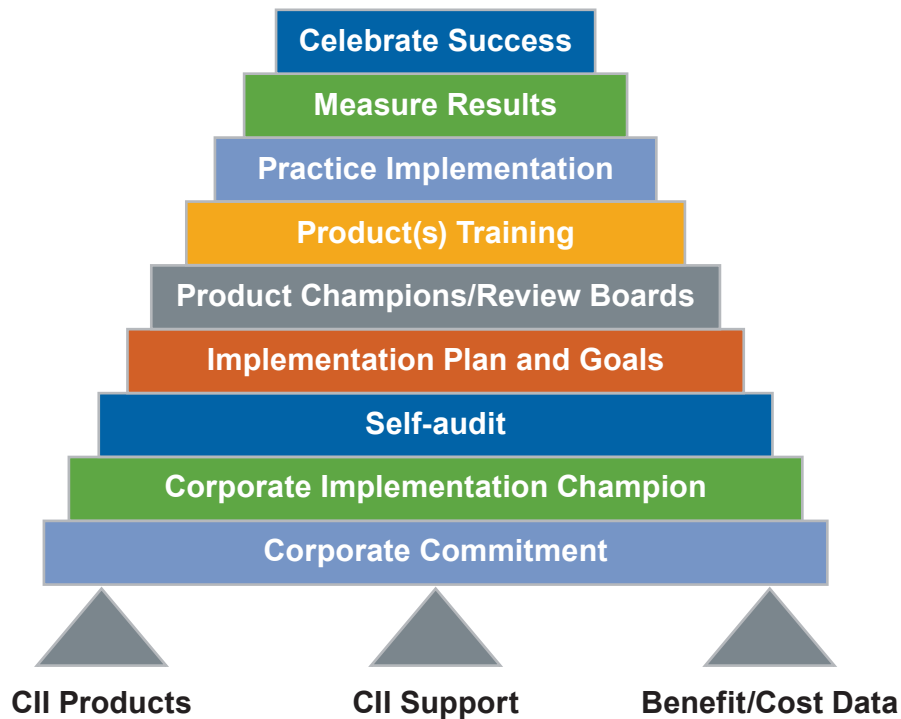 Celebrate Success
Measure Results
Practice Implementation
Product(s) Training
Product Champions/Review Boards
Implementation Plan and Goals
Self-audit
Corporate Implementation Champion
Corporate Commitment
CII Products CII Support Benefit/Cost Data